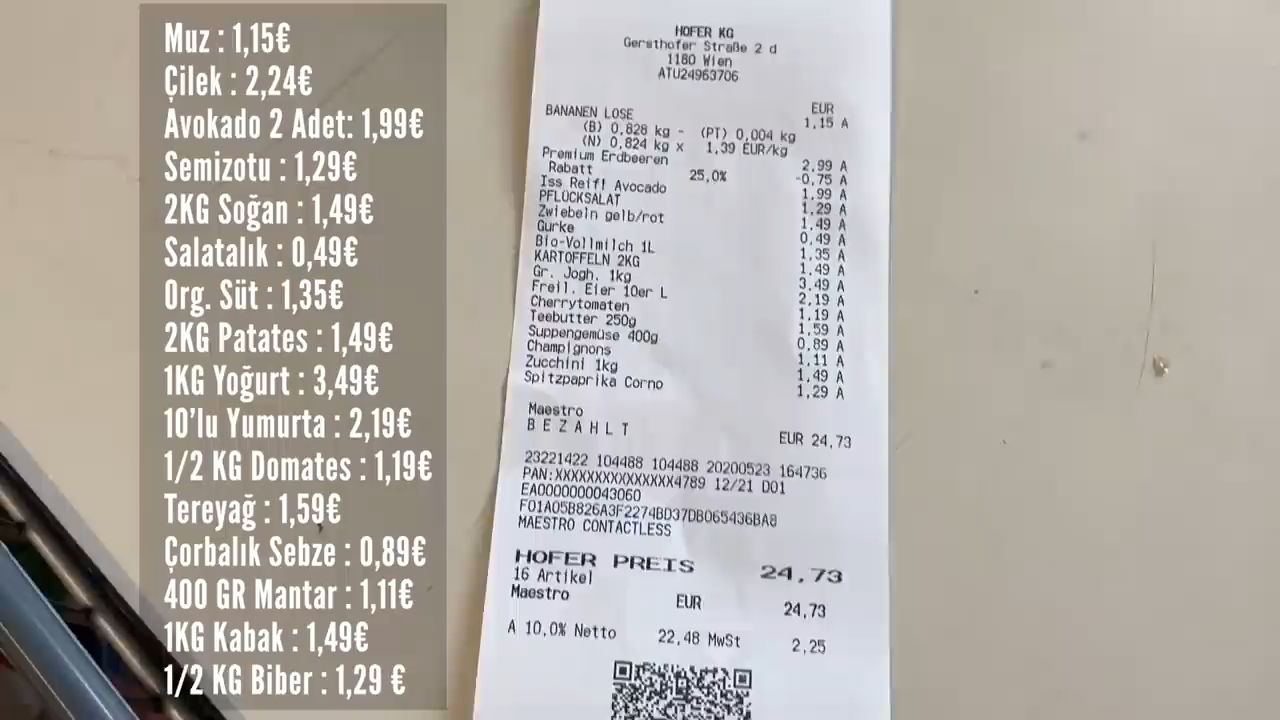 Muz : 1,15€
Çilek : 2,24€
Avokado 2 Adet: 1,99€
Semizotu : 1,29€
2KG Soğan : 1,49€
Salatalık : 0,49€
Org. Süt : 1,35€
2KG Patates : 1,49€
1KG Yoğurt : 3,49€
10'lu Yumurta : 2,19€
1/2 KG Domates : 1,19€
Tereyağ : 1,59€
Çorbalık Sebze : 0,89€
400 GR Mantar : 1,11€
1KG Kabak : 1,49€
1/2 KG Biber : 1,29 €
HOFER KG
Gersthofer Straße 2 d
1180 Wien
ATU24963706
EUR
BANANEN LOSE 1,15 A
(B) 0,828 kg - (PT) 0,004 kg
(N) 0,824 kg x 1,39 EUR/kg
Premium Erdbeeren 2,99 A
Rabatt 25,0% -0,75 A
Iss Reif! Avocado 1,99 A
PFLÜCKSALAT 1,29 A
Zwiebeln gelb/rot 1,49 A
Gurke 0,49 A
Bio-Vollmilch 1L 1,35 A
KARTOFFELN 2KG 1,49 A
Gr. Jogh. 1kg 3,49 A
Freil. Eier 10er L 2,19 A
Cherrytomaten 1,19 A
Teebutter 250g 1,59 A
Suppengemüse 400g 0,89 A
Champignons 1,11 A
Zucchini 1kg 1,49 A
Spitzpaprika Corno 1,29 A
Maestro
BEZAHLT EUR 24,73
23221422 104488 104488 20200523 164736
PAN:XXXXXXXXXXXXXXX4789 12/21 D01
EA0000000043060
F01A05B826A3F2274BD37DB065436BA8
MAESTRO CONTACTLESS
HOFER PREIS 24,73
16 Artikel EUR
Maestro 24,73
A 10,0% Netto 22,48 MwSt 2,25